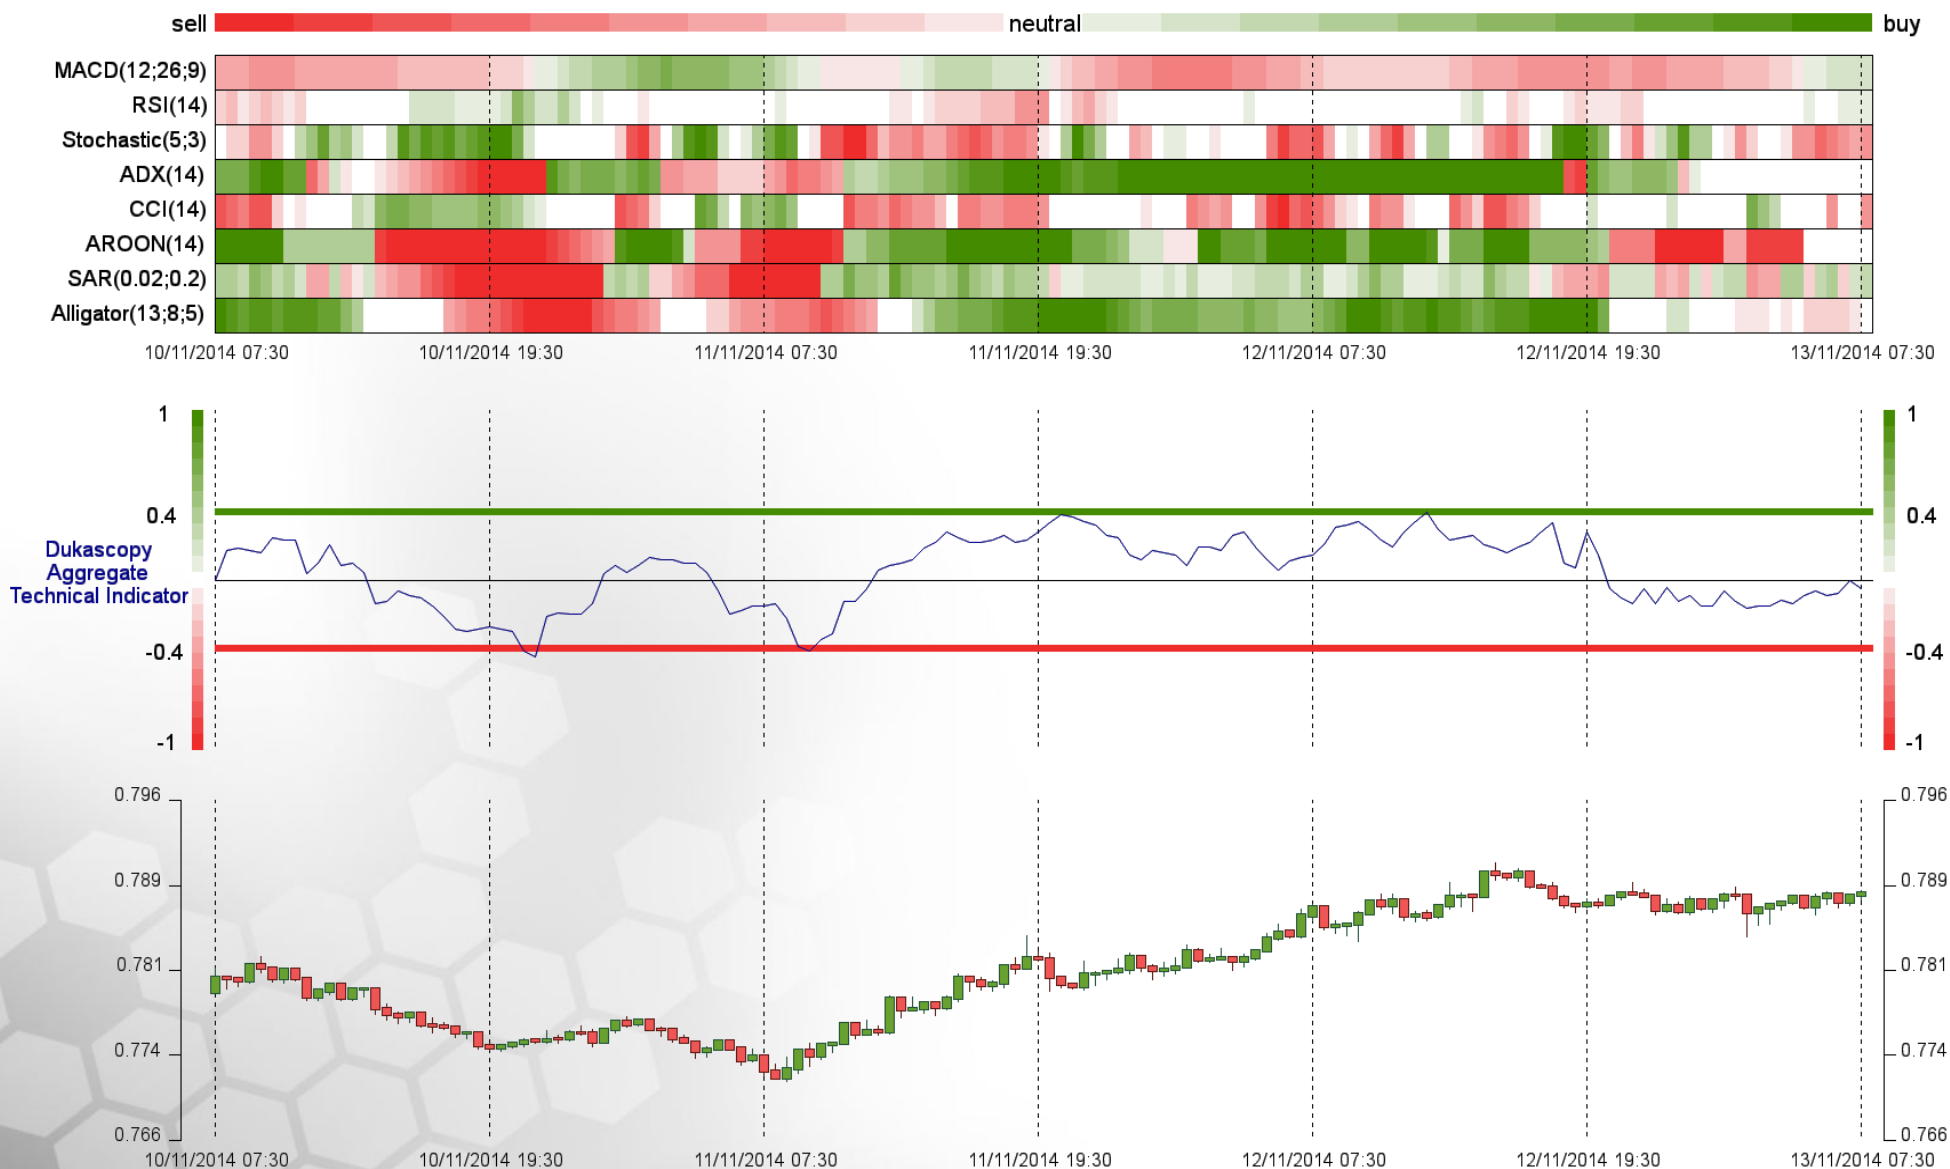 sell neutral buy
MACD(12;26;9)
RSI(14)
Stochastic(5;3)
ADX(14)
CCI(14)
AROON(14)
SAR(0.02;0.2)
Alligator(13;8;5)
10/11/2014 07:30 10/11/2014 19:30 11/11/2014 07:30 11/11/2014 19:30 12/11/2014 07:30 12/11/2014 19:30 13/11/2014 07:30
1 1
0.4 0.4
Dukascopy
Aggregate
Technical Indicator
-0.4 -0.4
-1 -1
0.796 0.796
0.789 0.789
0.781 0.781
0.774 0.774
0.766 0.766
10/11/2014 07:30 10/11/2014 19:30 11/11/2014 07:30 11/11/2014 19:30 12/11/2014 07:30 12/11/2014 19:30 13/11/2014 07:30